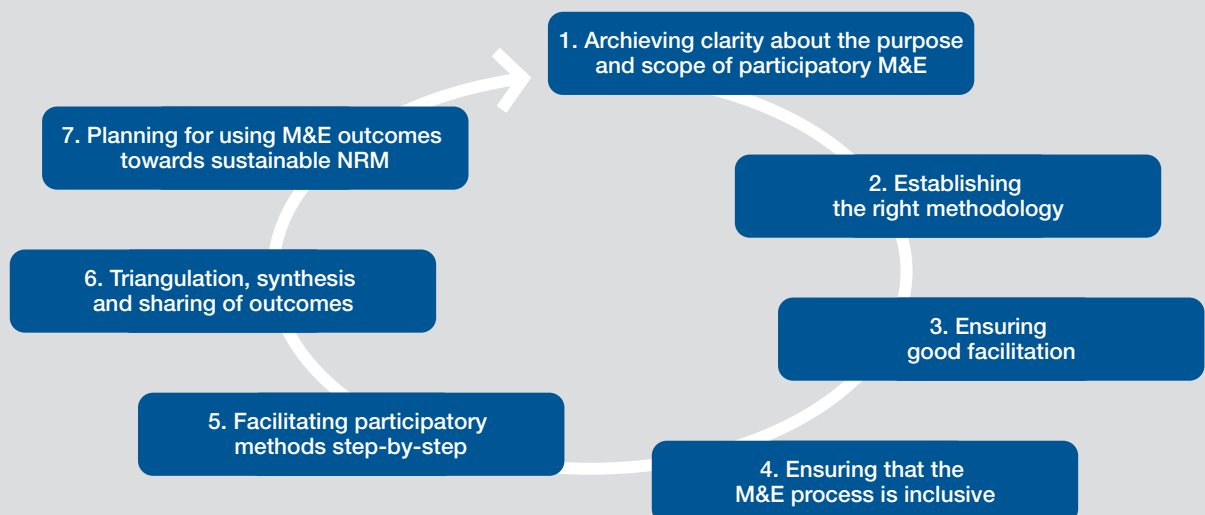 1. Archieving clarity about the purpose
and scope of participatory M&E
2. Establishing
the right methodology
3. Ensuring
good facilitation
4. Ensuring that the
M&E process is inclusive
5. Facilitating participatory
methods step-by-step
6. Triangulation, synthesis
and sharing of outcomes
7. Planning for using M&E outcomes
towards sustainable NRM